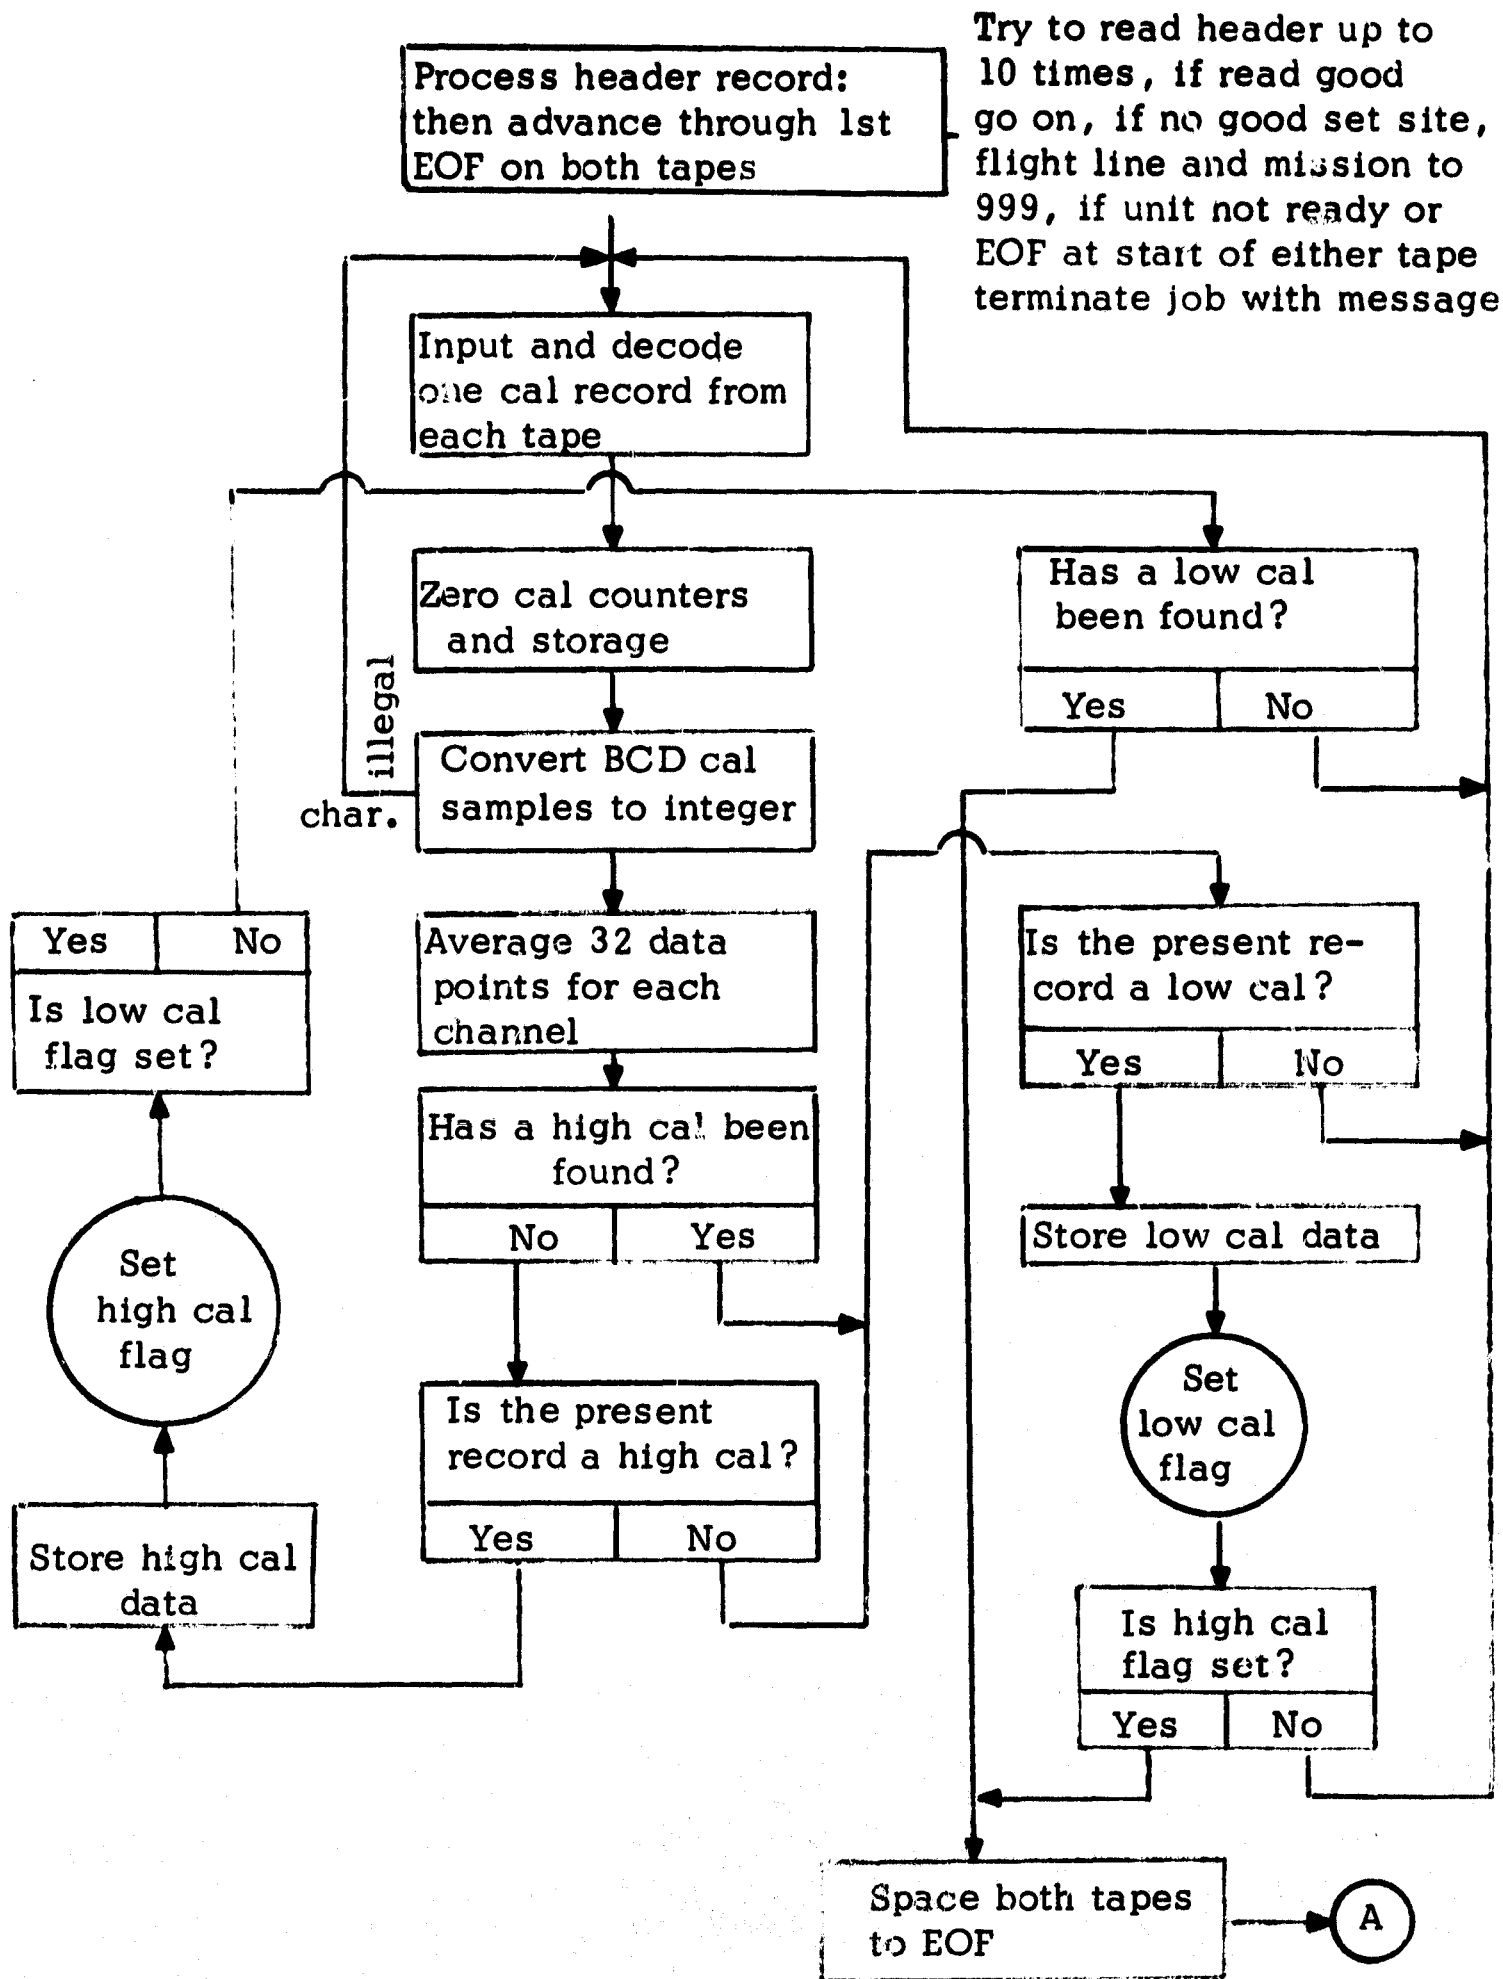 Process header record:
then advance through 1st
EOF on both tapes
Try to read header up to
10 times, if read good
go on, if no good set site,
flight line and mission to
999, if unit not ready or
EOF at start of either tape
terminate job with message
Input and decode
one cal record from
each tape
Zero cal counters
and storage
illegal
char.
Convert BCD cal
samples to integer
Average 32 data
points for each
channel
Has a high cal been
found?
No
Yes
Is the present
record a high cal?
Yes
No
Store high cal
data
Set
high cal
flag
Yes
No
Is low cal
flag set?
Has a low cal
been found?
Yes
No
Is the present re-
cord a low cal?
Yes
No
Store low cal data
Set
low cal
flag
Is high cal
flag set?
Yes
No
Space both tapes
to EOF
A